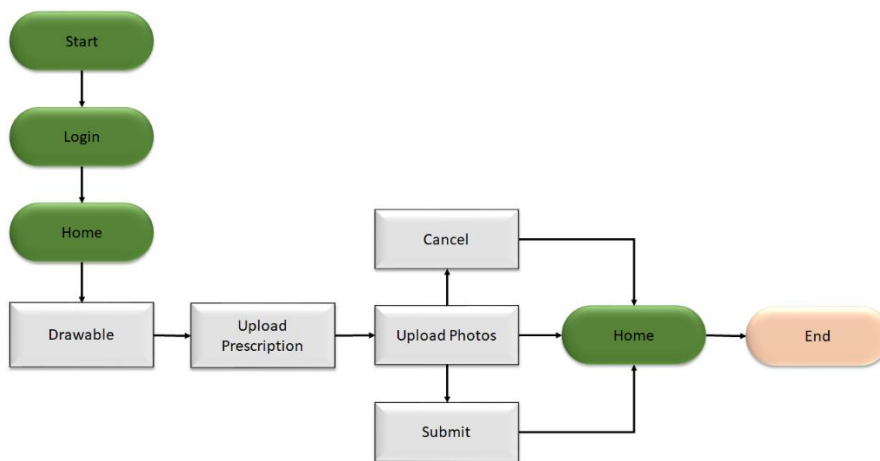 Start
Login
Home
Drawable
Upload
Prescription
Cancel
Upload Photos
Submit
Home
End